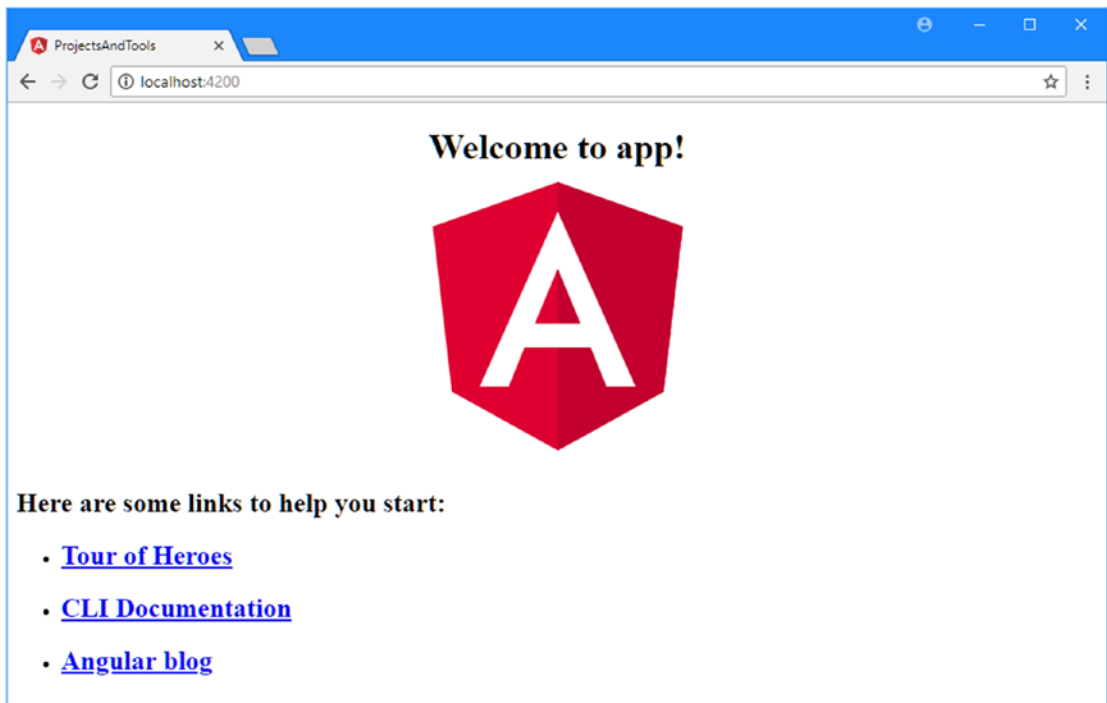 ProjectsAndTools
localhost:4200
Welcome to app!
A
Here are some links to help you start:
Tour of Heroes
CLI Documentation
Angular blog